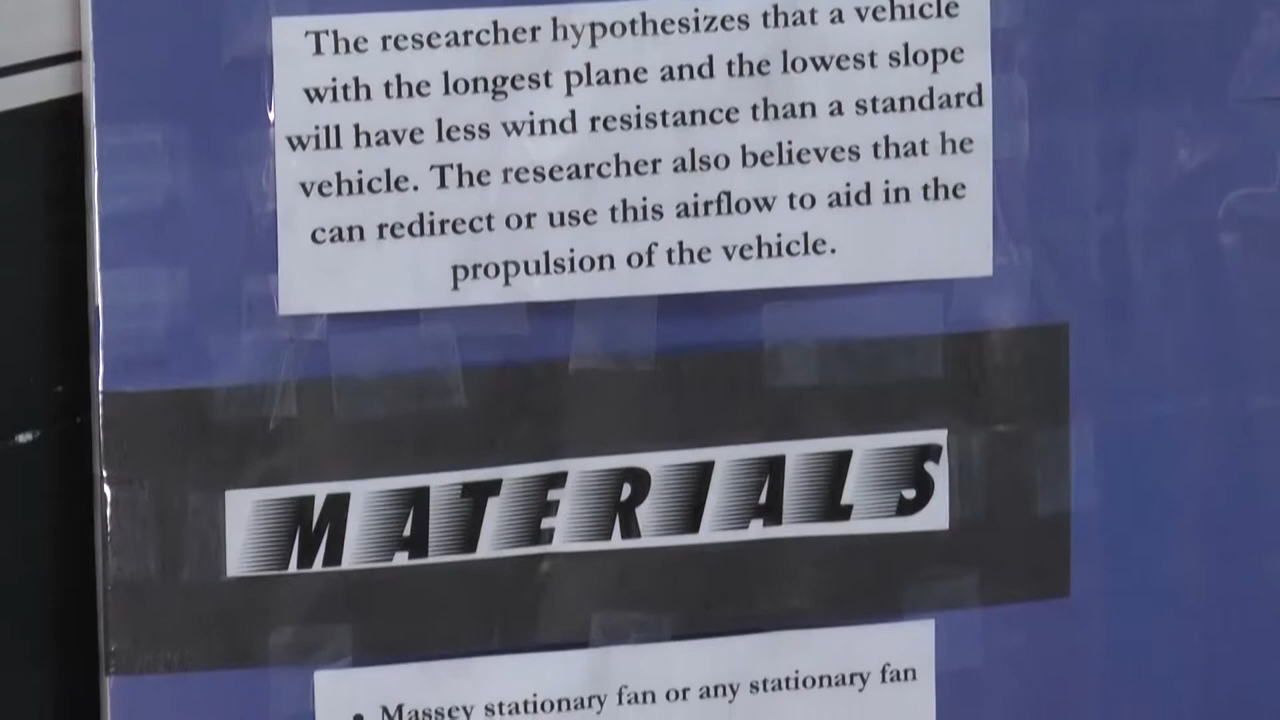 The researcher hypothesizes that a vehicle
with the longest plane and the lowest slope
will have less wind resistance than a standard
vehicle. The researcher also believes that he
can redirect or use this airflow to aid in the
propulsion of the vehicle.
MATERIALS
• Massey stationary fan or any stationary fan